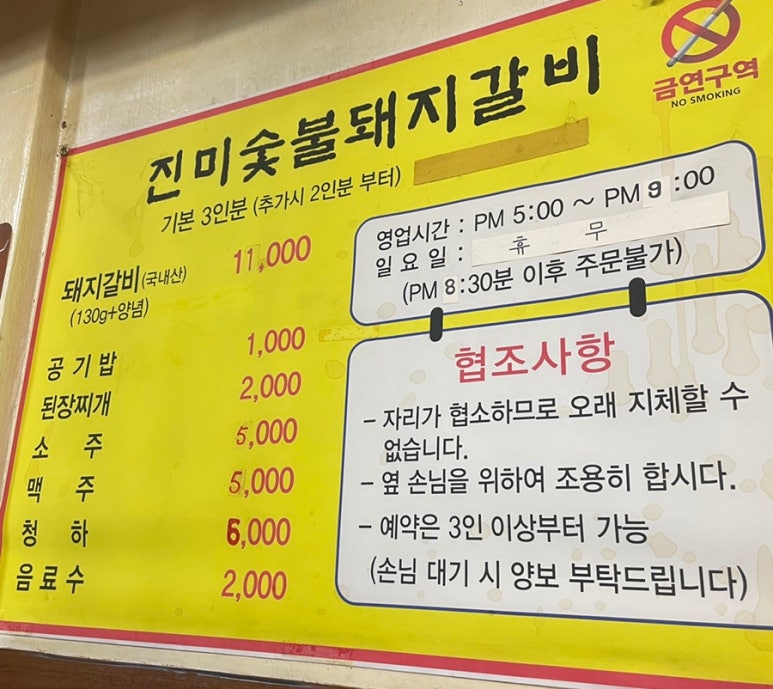 금연구역
NO SMOKING
진미숯불돼지갈비
기본 3인분 (추가시 2인분 부터)
돼지갈비(국내산) 11,000
(130g+양념)
공기밥 1,000
된장찌개 2,000
소주 5,000
맥주 5,000
청하 6,000
음료수 2,000
영업시간 : PM 5:00 ~ PM 9:00
일요일 : 휴무
(PM 8:30분 이후 주문불가)
협조사항
- 자리가 협소하므로 오래 지체할 수
없습니다.
- 옆 손님을 위하여 조용히 합시다.
- 예약은 3인 이상부터 가능
(손님 대기 시 양보 부탁드립니다)